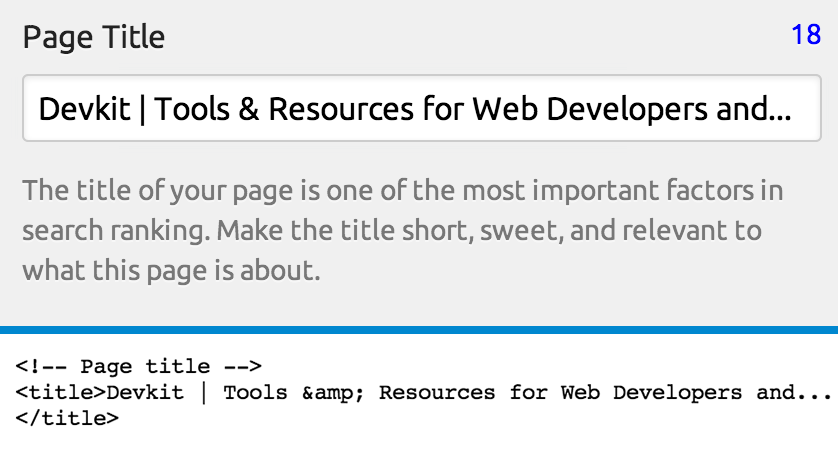 Page Title 18
Devkit | Tools & Resources for Web Developers and...
The title of your page is one of the most important factors in
search ranking. Make the title short, sweet, and relevant to
what this page is about.
<!-- Page title -->
<title>Devkit | Tools &amp; Resources for Web Developers and...
</title>